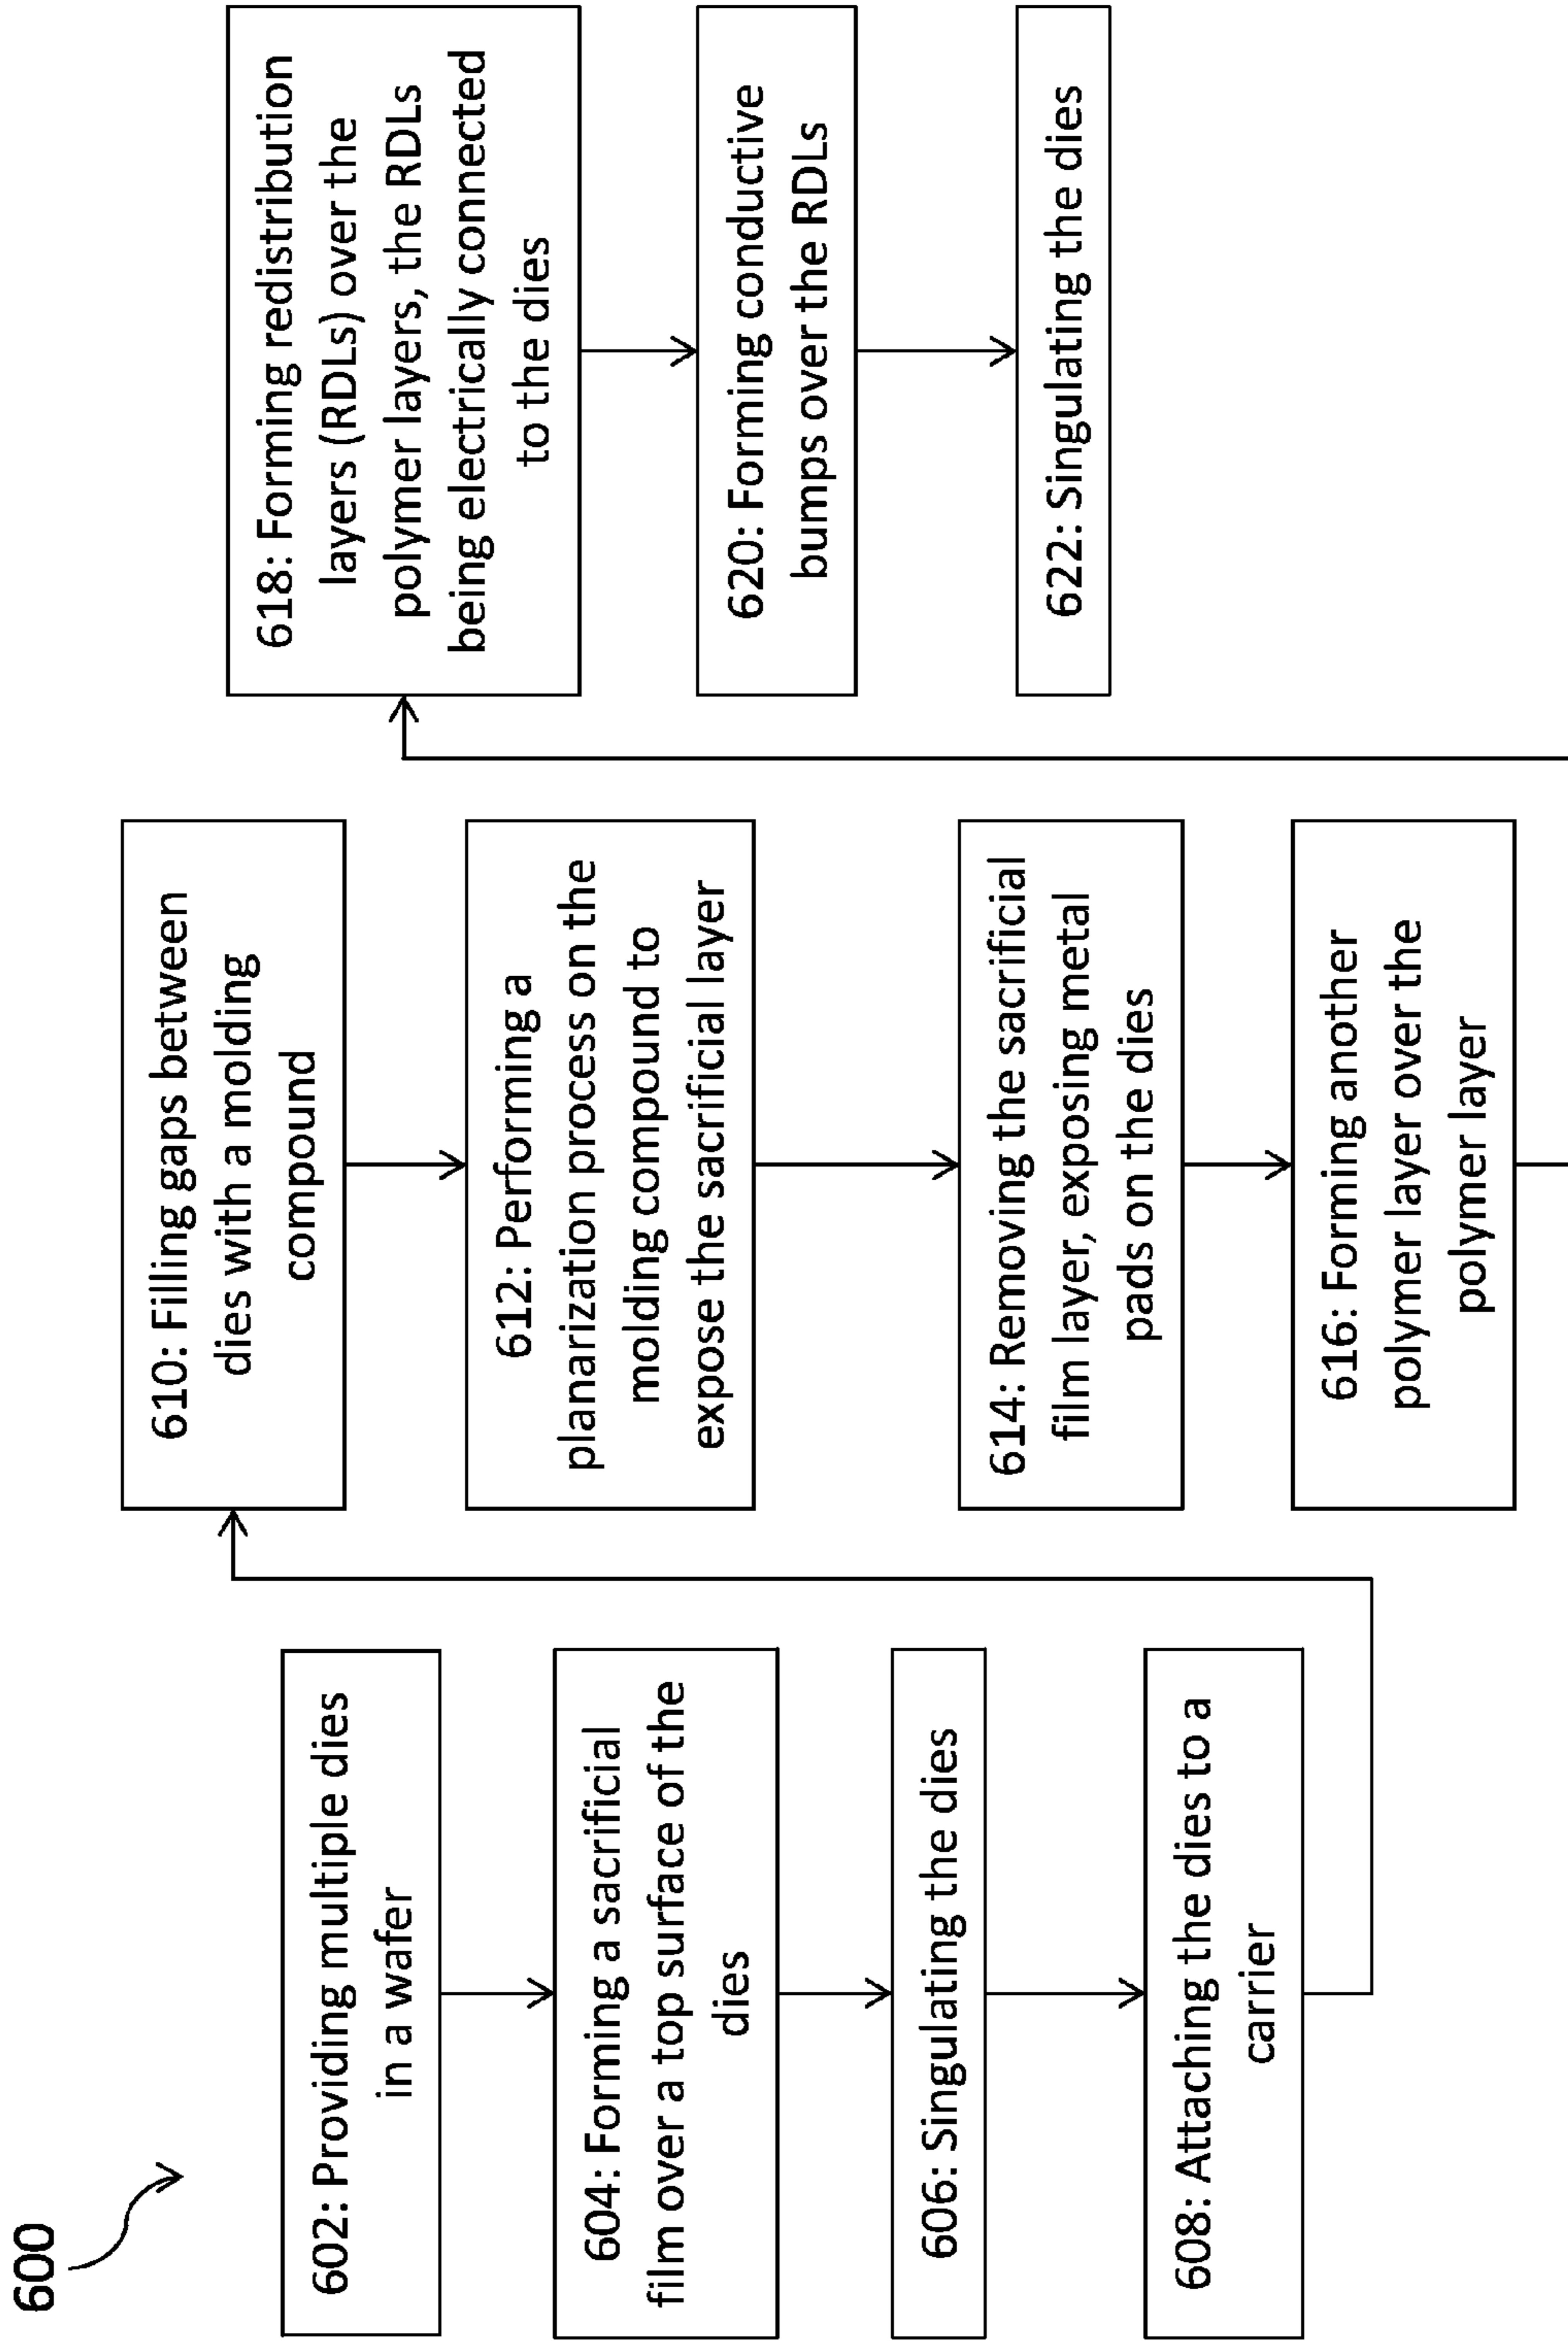 600
602: Providing multiple dies
in a wafer
604: Forming a sacrificial
film over a top surface of the
dies
606: Singulating the dies
608: Attaching the dies to a
carrier
610: Filling gaps between
dies with a molding
compound
612: Performing a
planarization process on the
molding compound to
expose the sacrificial layer
614: Removing the sacrificial
film layer, exposing metal
pads on the dies
616: Forming another
polymer layer over the
polymer layer
618: Forming redistribution
layers (RDLs) over the
polymer layers, the RDLs
being electrically connected
to the dies
620: Forming conductive
bumps over the RDLs
622: Singulating the dies